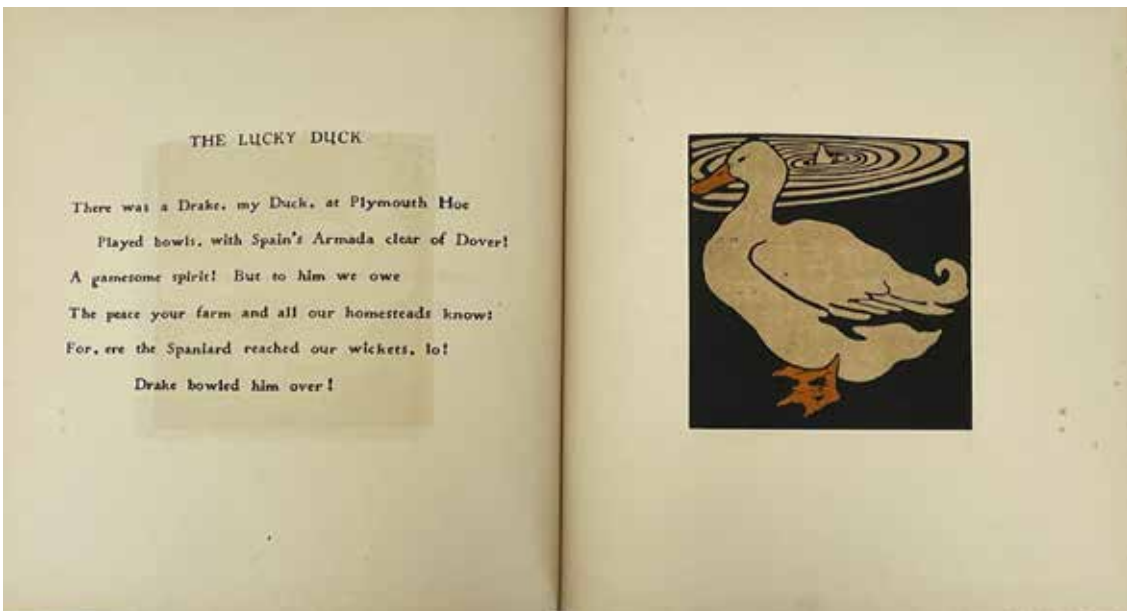 THE LUCKY DUCK
There was a Drake, my Duck, at Plymouth Hoe
Played bowls, with Spain's Armada clear of Dover!
A gamesome spirit! But to him we owe
The peace your farm and all our homesteads know:
For, ere the Spaniard reached our wickets, lo!
Drake bowled him over!